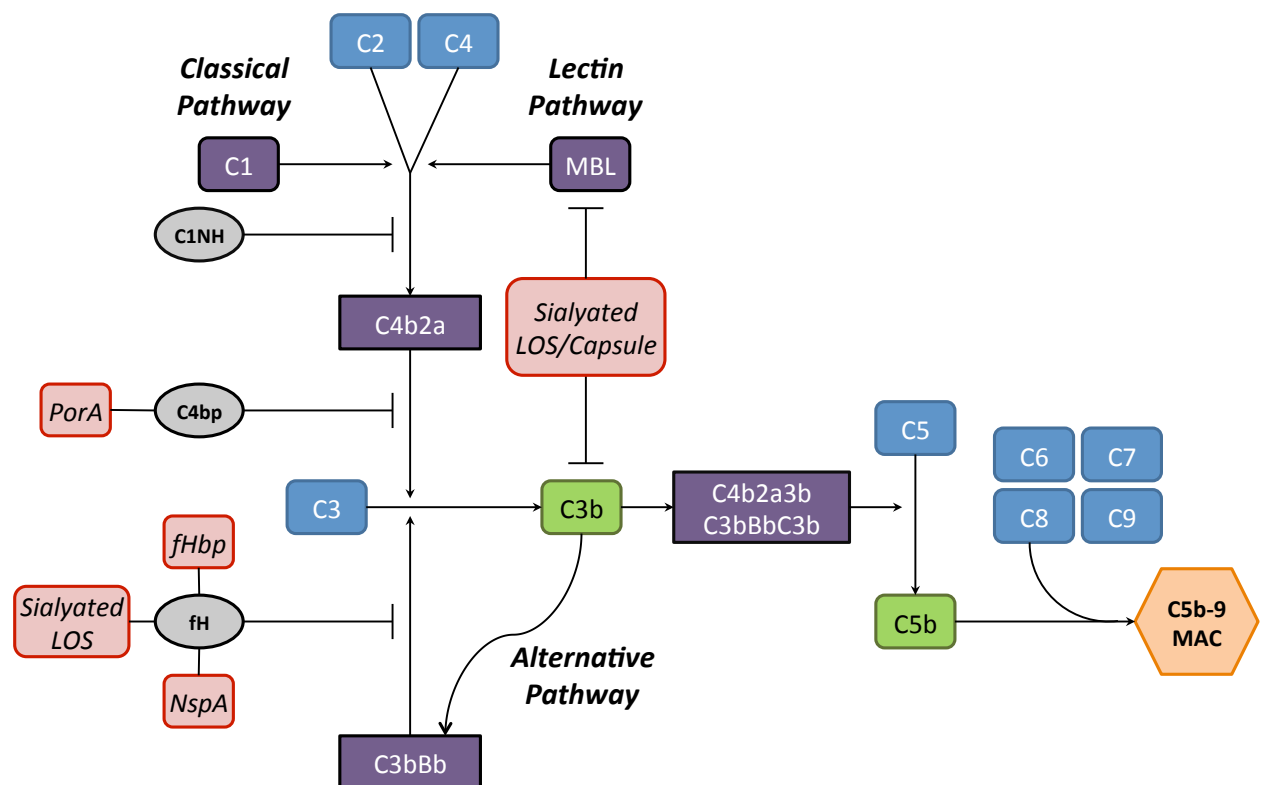 C2
C4
Classical
Pathway
Lectin
Pathway
C1
MBL
C1NH
C4b2a
Sialyated
LOS/Capsule
PorA
C4bp
C5
C6
C7
C3
C3b
C4b2a3b
C3bBbC3b
C8
C9
fHbp
Sialyated
LOS
fH
C5b
C5b-9
MAC
NspA
Alternative
Pathway
C3bBb